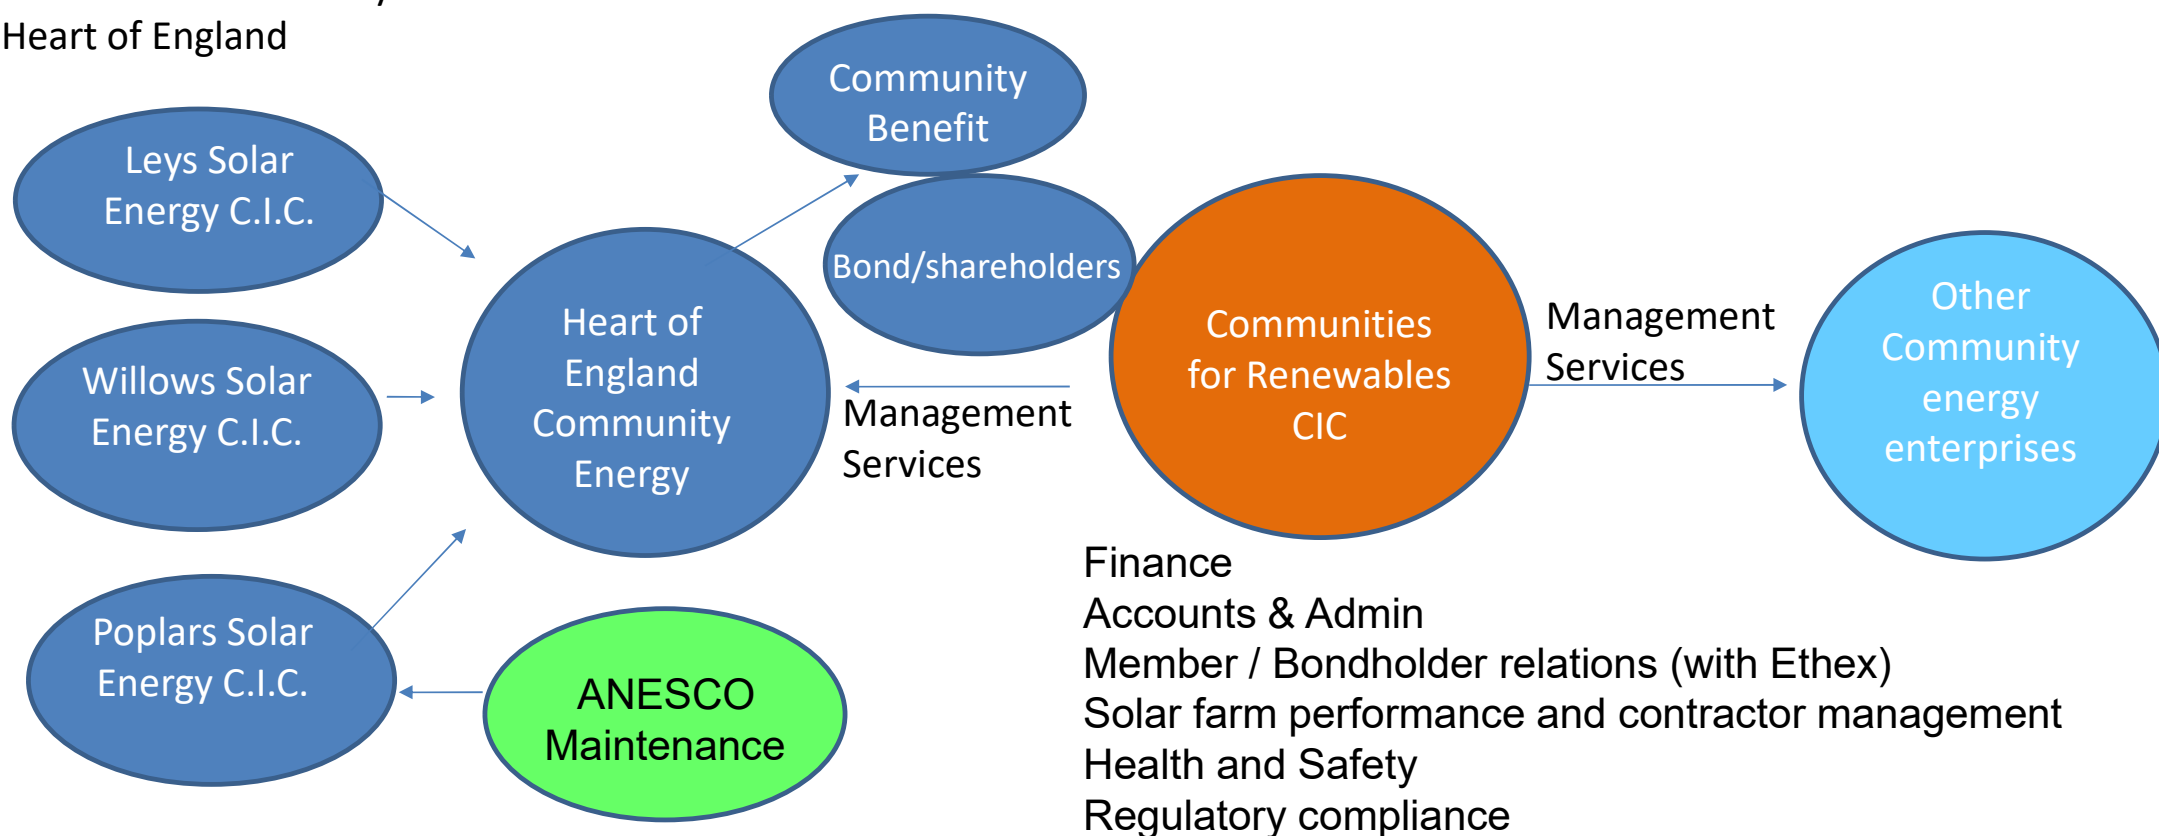 Heart of England
Community
Benefit
Leys Solar
Energy C.I.C.
Bond/shareholders
Heart of
England
Community
Energy
Communities
for Renewables
CIC
Management
Services
Other
Community
energy
enterprises
Willows Solar
Energy C.I.C.
Management
Services
Poplars Solar
Energy C.I.C.
ANESCO
Maintenance
Finance
Accounts & Admin
Member / Bondholder relations (with Ethex)
Solar farm performance and contractor management
Health and Safety
Regulatory compliance